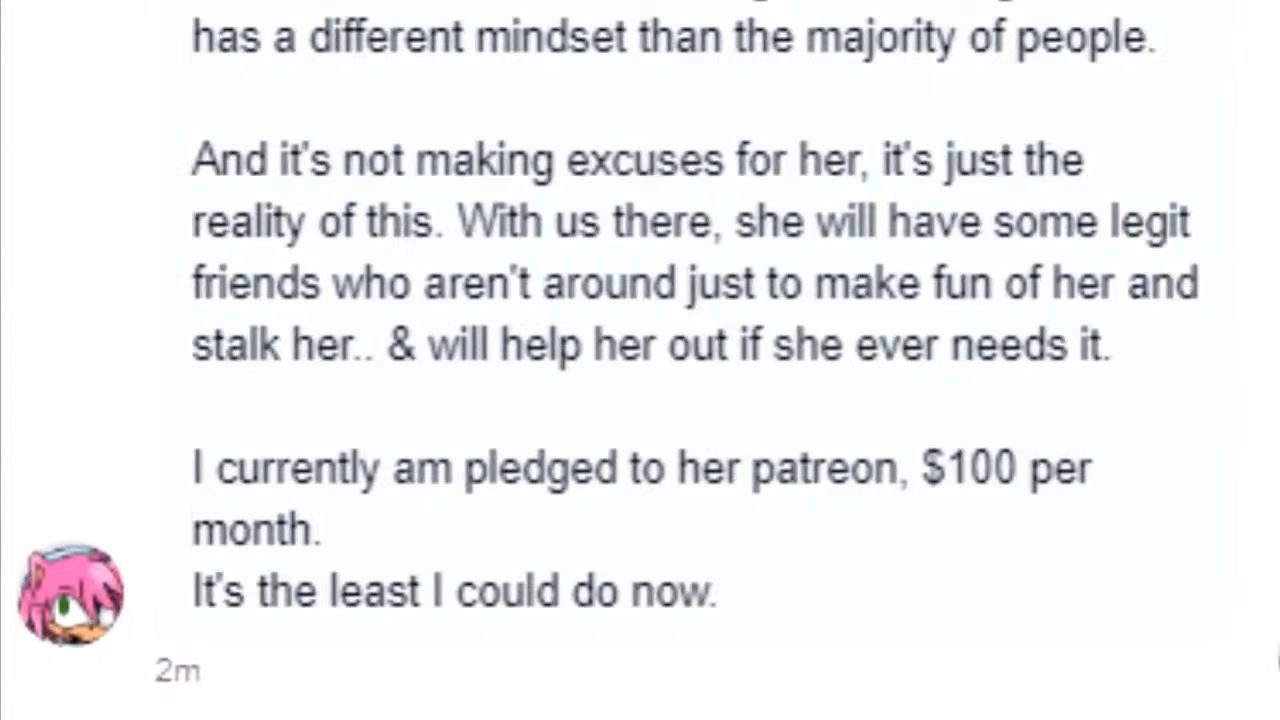 has a different mindset than the majority of people.
And it's not making excuses for her, it's just the
reality of this. With us there, she will have some legit
friends who aren't around just to make fun of her and
stalk her.. & will help her out if she ever needs it.
I currently am pledged to her patreon, $100 per
month.
It's the least I could do now.
2m